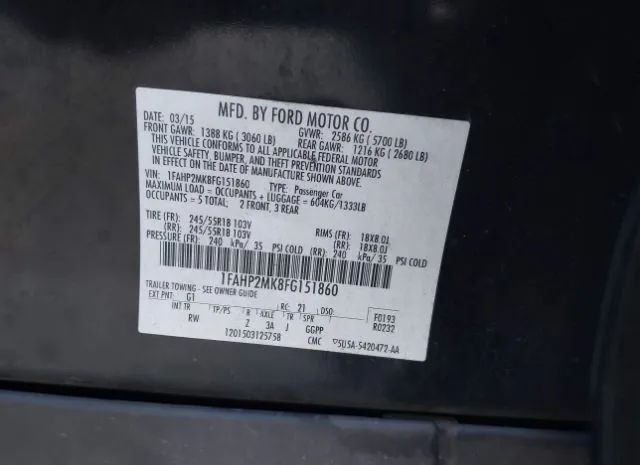 MFD. BY FORD MOTOR CO.
DATE: 03/15 GVWR: 2586 KG ( 5700 LB)
FRONT GAWR: 1388 KG ( 3060 LB) REAR GAWR: 1216 KG ( 2680 LB)
THIS VEHICLE CONFORMS TO ALL APPLICABLE FEDERAL MOTOR
VEHICLE SAFETY, BUMPER, AND THEFT PREVENTION STANDARDS
IN EFFECT ON THE DATE OF MANUFACTURE SHOWN ABOVE.
VIN: 1FAHP2MK8FG151860 TYPE: Passenger Car
MAXIMUM LOAD = OCCUPANTS + LUGGAGE = 604KG/1333LB
OCCUPANTS = 5 TOTAL; 2 FRONT, 3 REAR
TIRE (FR): 245/55R18 103V RIMS (FR): 18X8.0J
(RR): 245/55R18 103V (RR): 18X8.0J
PRESSURE (FR): 240 kPa/ 35 PSI COLD (RR): 240 kPa/ 35 PSI COLD
1FAHP2MK8FG151860
TRAILER TOWING - SEE OWNER GUIDE
EXT PNT: G1 RC: 21 DSO: F0193
INT TR TP/PS R AXLE TR SPR R0232
RW Z 3A J GGPP
1201503125758 CMC ▽5U5A-5420472-AA